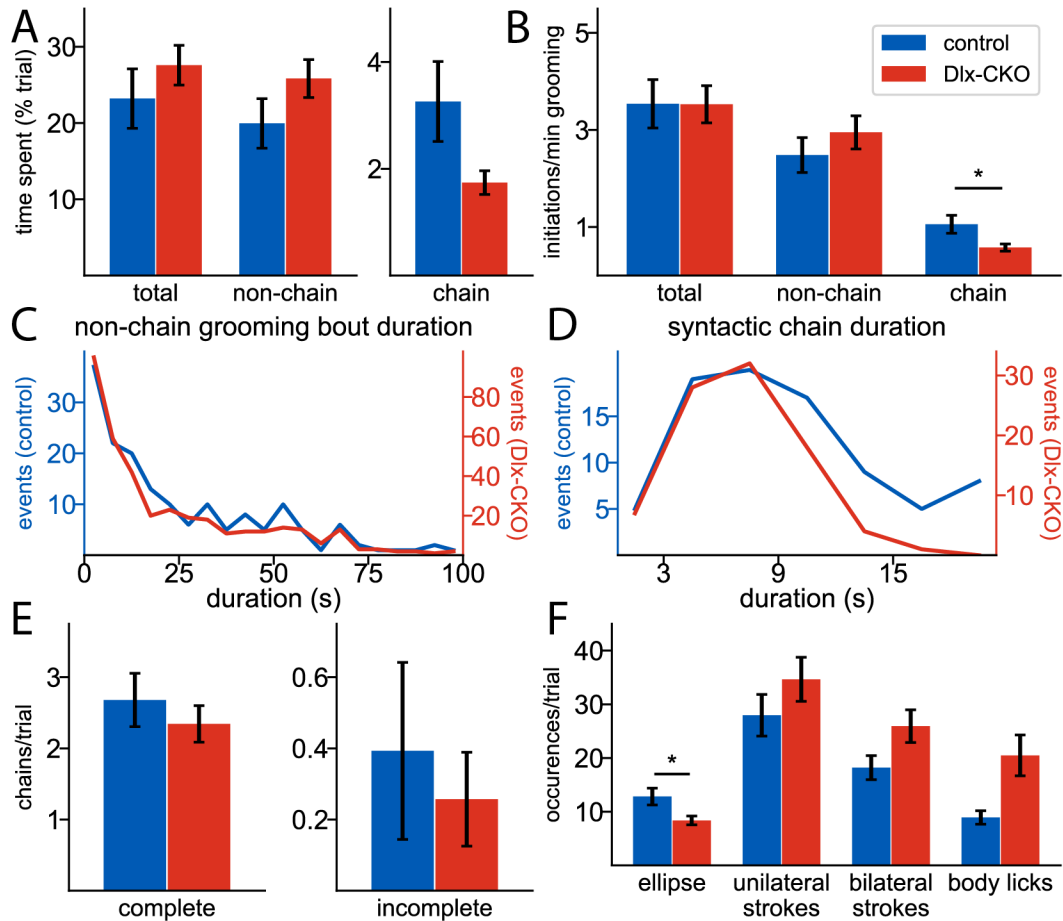 A
time spent (% trial)
30
20
10
total
non-chain
4
2
chain
B
initiations/min grooming
5
3
1
control
Dlx-CKO
*
total
non-chain
chain
C
non-chain grooming bout duration
events (control)
30
20
10
80
60
40
20
events (Dlx-CKO)
0
25
50
75
100
duration (s)
D
syntactic chain duration
events (control)
15
10
5
30
20
10
events (Dlx-CKO)
3
9
15
duration (s)
E
chains/trial
3
2
1
complete
0.6
0.4
0.2
incomplete
F
occurences/trial
40
30
20
10
*
ellipse
unilateral
strokes
bilateral
strokes
body licks